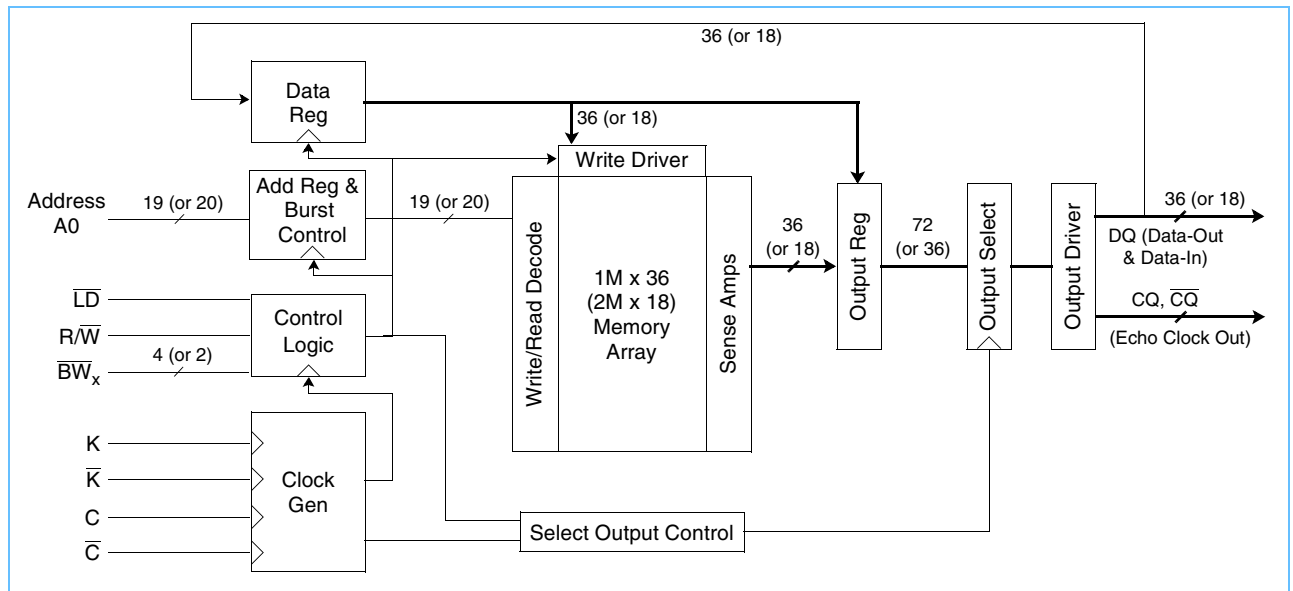 36 (or 18)
Data
Reg
36 (or 18)
Write Driver
Address
A0
19 (or 20)
Add Reg &
Burst
Control
19 (or 20)
Write/Read Decode
1M x 36
(2M x 18)
Memory
Array
Sense Amps
36
(or 18)
Output Reg
72
(or 36)
Output Select
Output Driver
36 (or 18)
DQ (Data-Out
& Data-In)
CQ, C̅Q̅
(Echo Clock Out)
L̅D̅
R/W̅
B̅W̅x
4 (or 2)
Control
Logic
K
K̅
C
C̅
Clock
Gen
Select Output Control